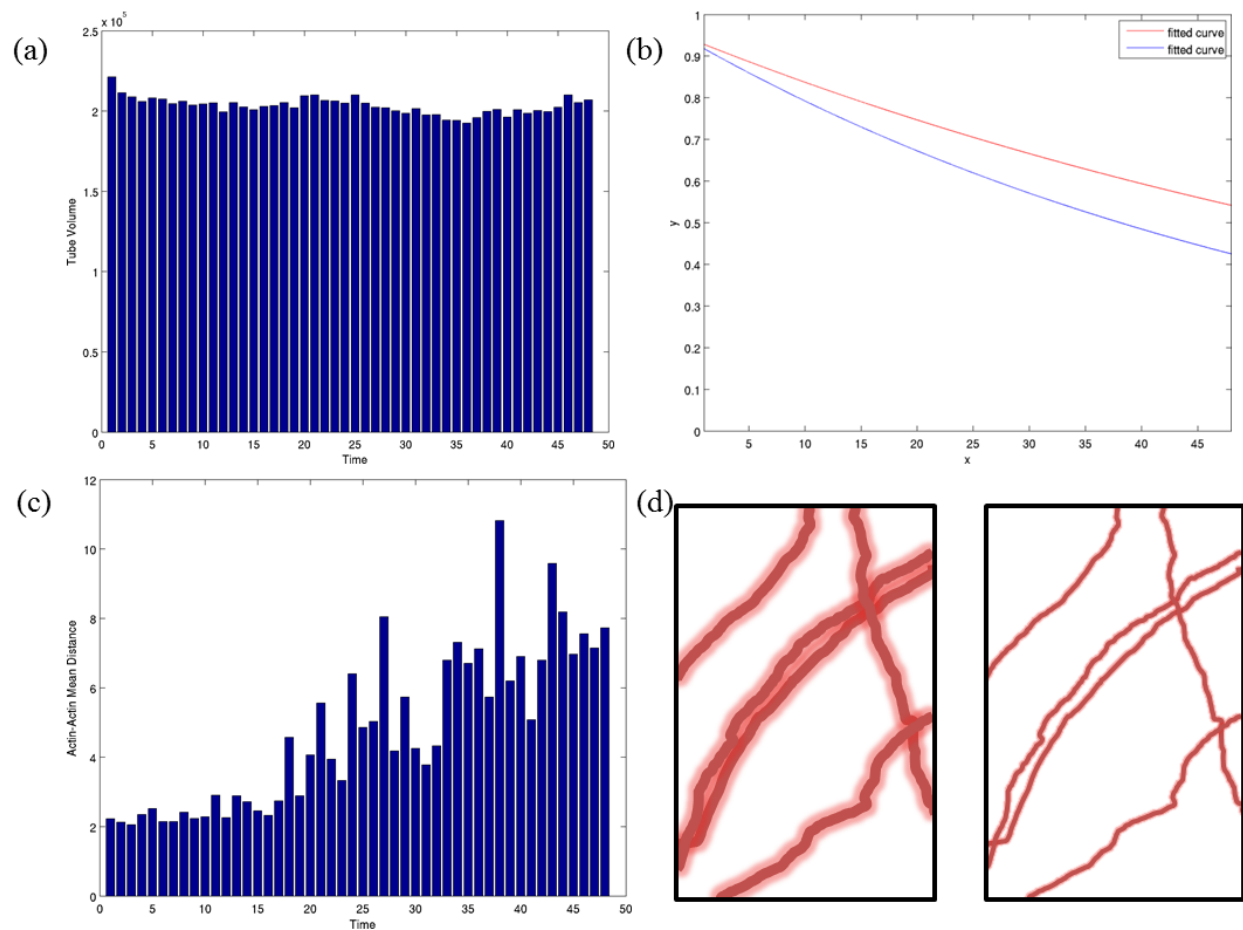 (a)
x 10⁵
2.5
2
1.5
1
0.5
0
Tube Volume
0 5 10 15 20 25 30 35 40 45 50
Time
(b)
1
0.9
0.8
0.7
0.6
0.5
0.4
0.3
0.2
0.1
0
y
fitted curve
fitted curve
5 10 15 20 25 30 35 40 45
x
(c)
12
10
8
6
4
2
0
Actin-Actin Mean Distance
0 5 10 15 20 25 30 35 40 45 50
Time
(d)